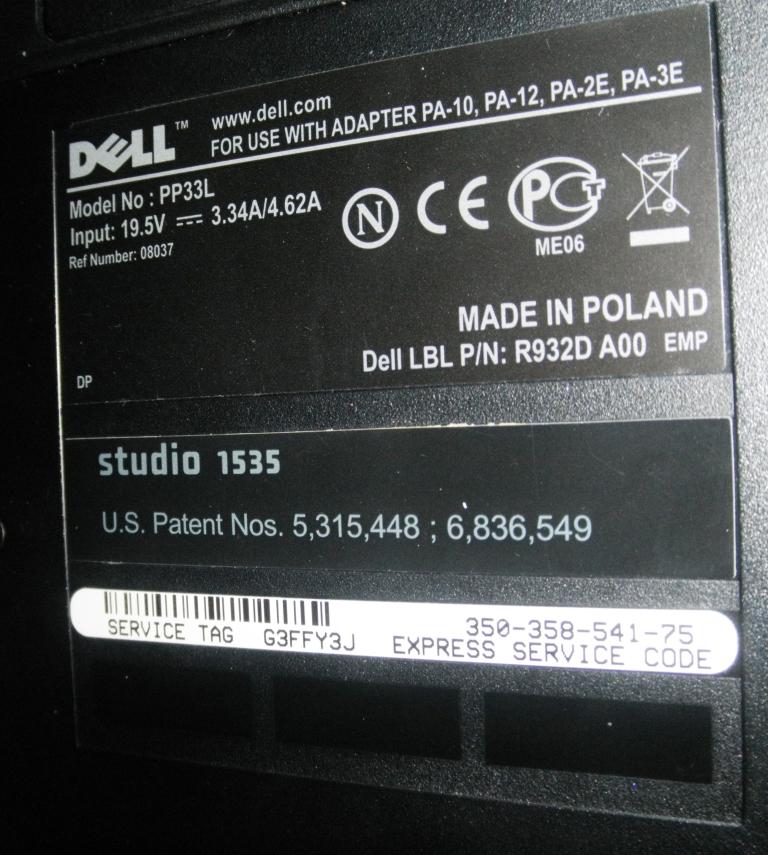 DELL™ www.dell.com
FOR USE WITH ADAPTER PA-10, PA-12, PA-2E, PA-3E
Model No : PP33L
Input: 19.5V ⎓ 3.34A/4.62A
Ref Number: 08037
N CE PCT
ME06
MADE IN POLAND
Dell LBL P/N: R932D A00 EMP
DP
studio 1535
U.S. Patent Nos. 5,315,448 ; 6,836,549
350-358-541-75
SERVICE TAG G3FFY3J EXPRESS SERVICE CODE